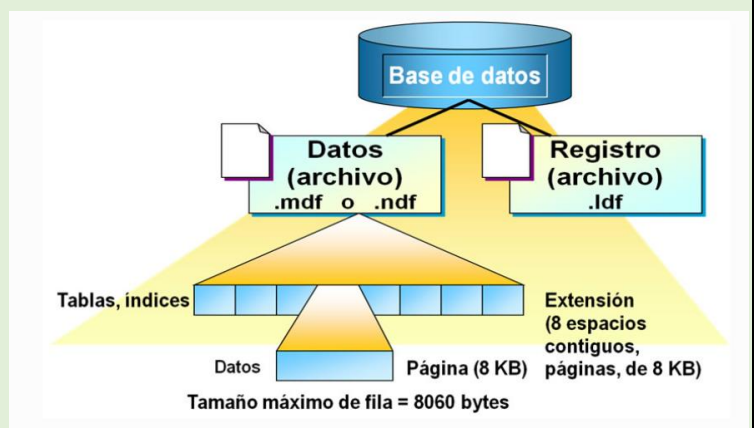 Base de datos
Datos
(archivo)
.mdf o .ndf
Registro
(archivo)
.ldf
Tablas, índices
Extensión
(8 espacios
contiguos,
páginas, de 8 KB)
Datos
Página (8 KB)
Tamaño máximo de fila = 8060 bytes